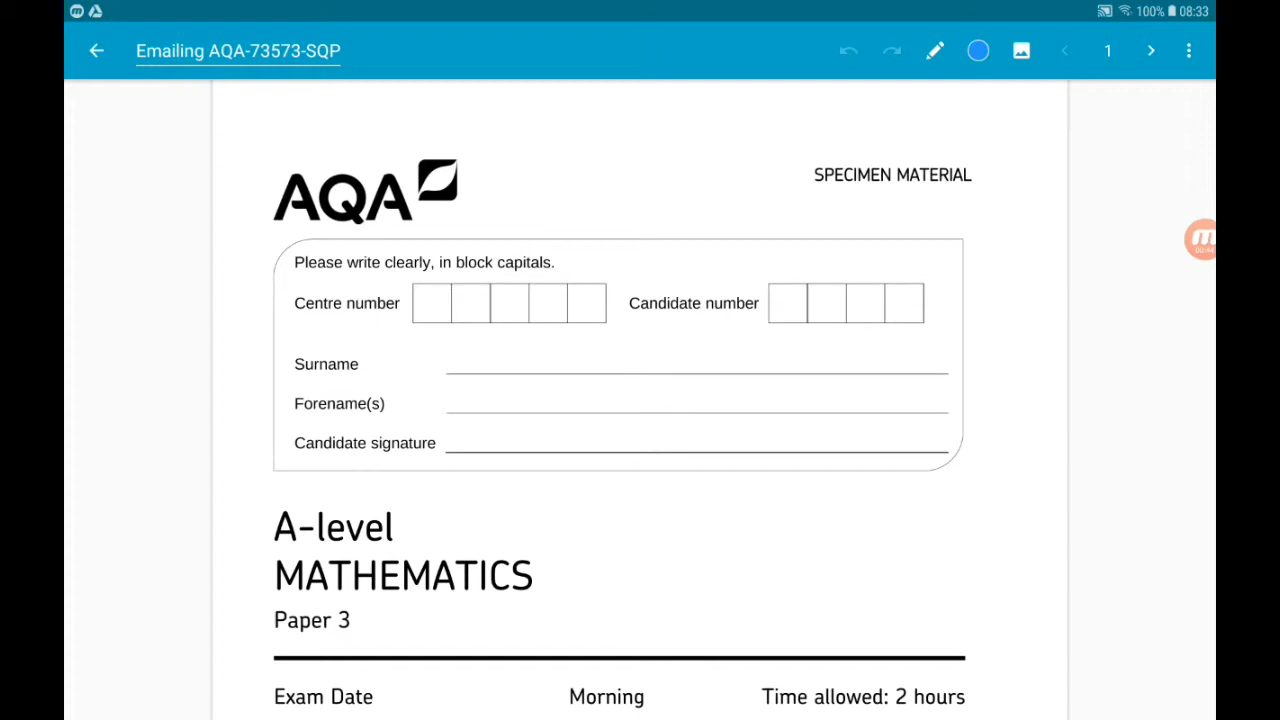 100% 08:33
Emailing AQA-73573-SQP
1
AQA
SPECIMEN MATERIAL
Please write clearly, in block capitals.
Centre number
Candidate number
Surname
Forename(s)
Candidate signature
A-level
MATHEMATICS
Paper 3
Exam Date Morning Time allowed: 2 hours